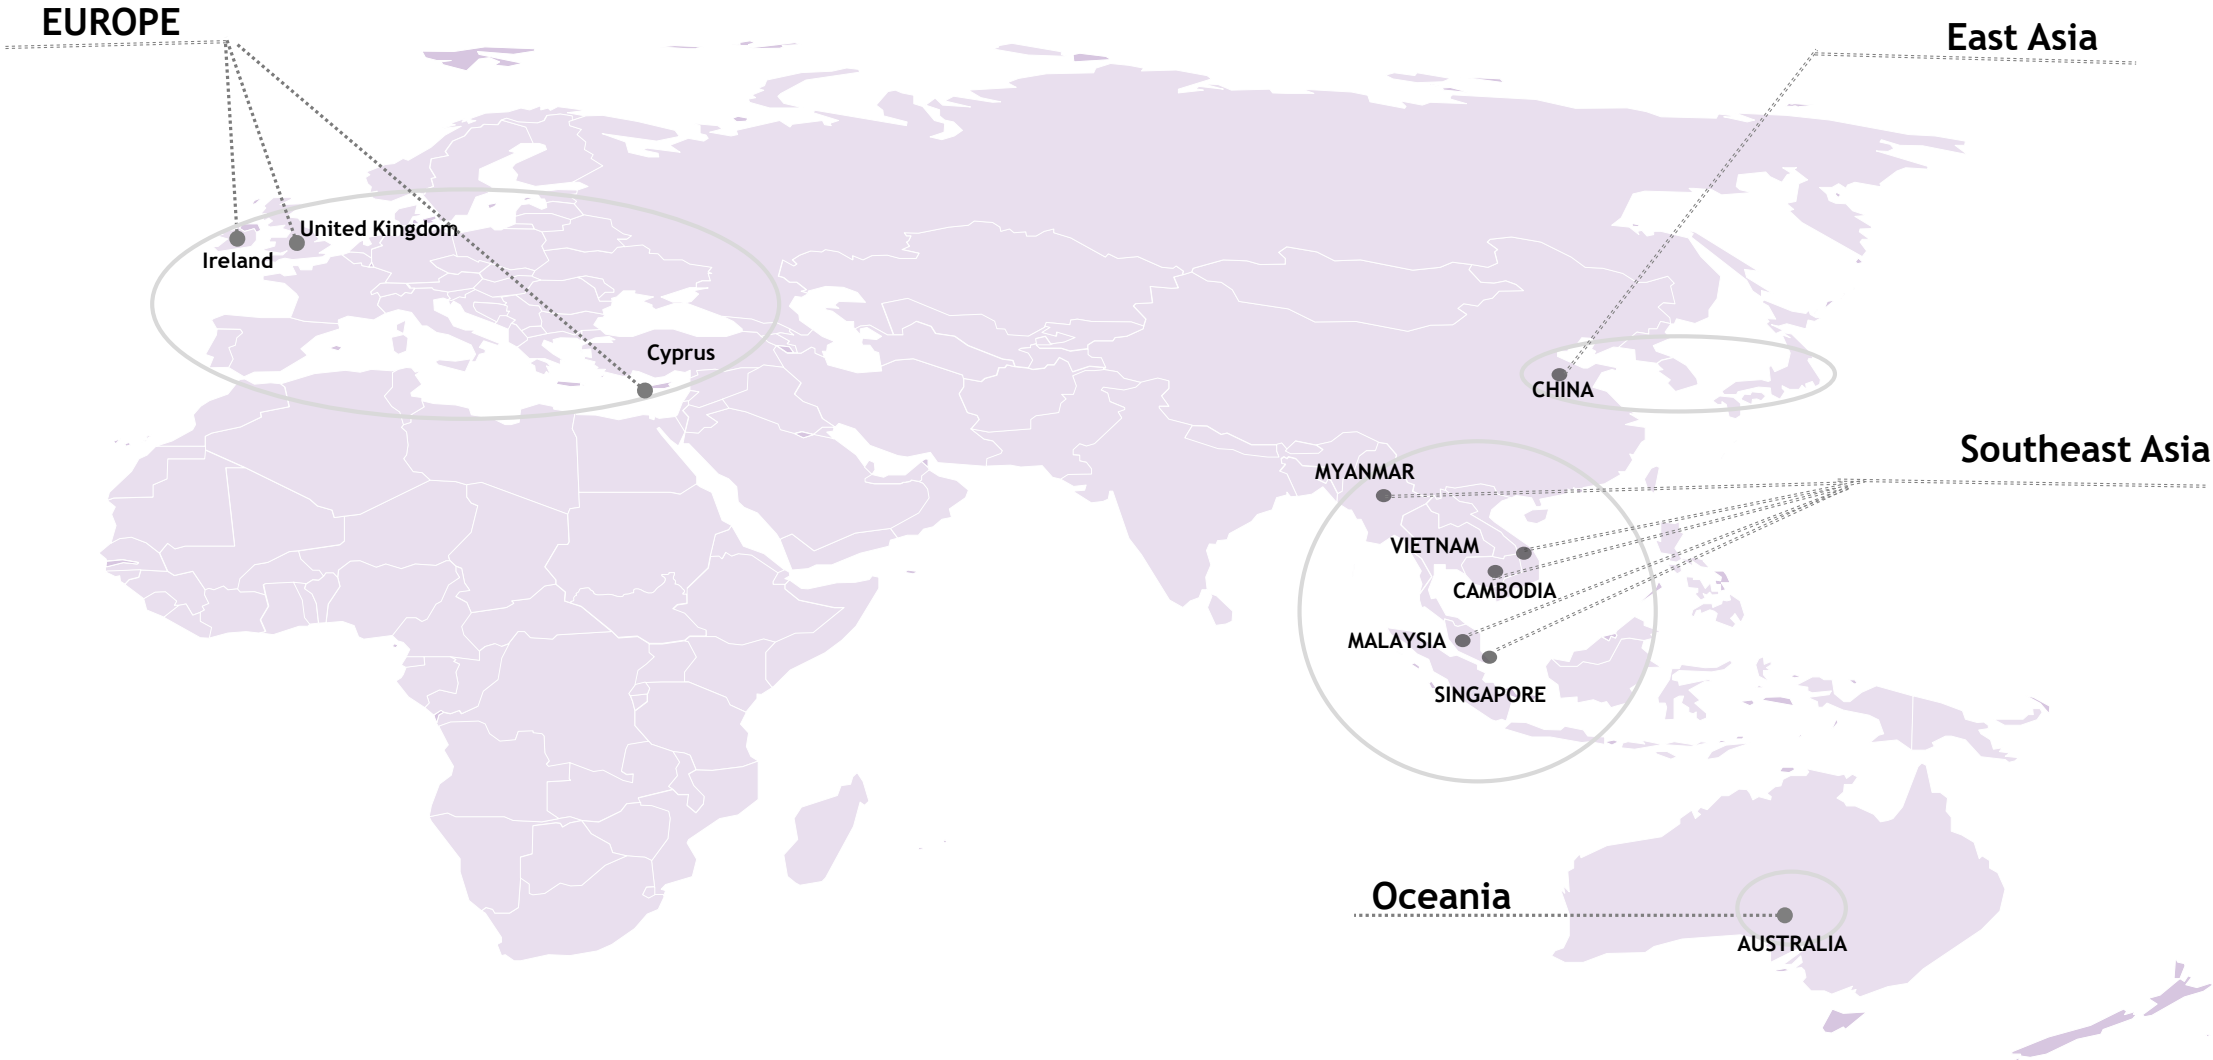 EUROPE
East Asia
United Kingdom
Ireland
Cyprus
CHINA
Southeast Asia
MYANMAR
VIETNAM
CAMBODIA
MALAYSIA
SINGAPORE
Oceania
AUSTRALIA